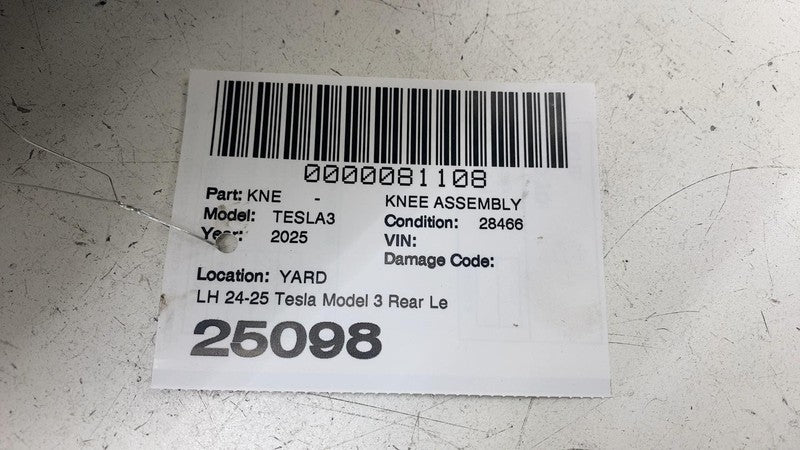 0000081108
Part: KNE - KNEE ASSEMBLY
Model: TESLA3 Condition: 28466
Year: 2025 VIN:
Damage Code:
Location: YARD
LH 24-25 Tesla Model 3 Rear Le
25098